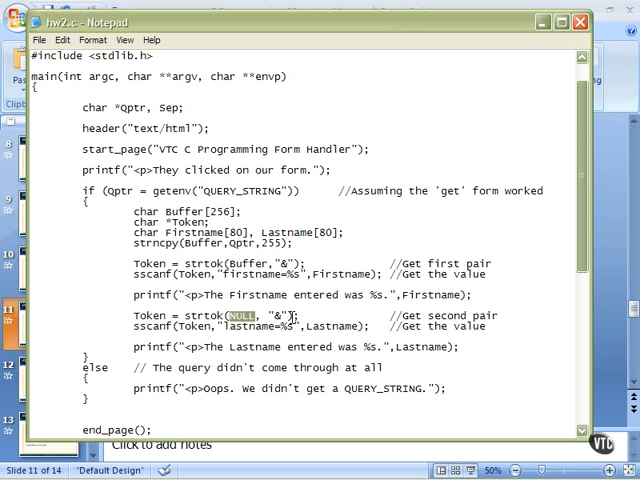 hw2.c - Notepad
File Edit Format View Help
#include <stdlib.h>
main(int argc, char **argv, char **envp)
{
char *Qptr, Sep;
header("text/html");
start_page("VTC C Programming Form Handler");
printf("<p>They clicked on our form.");
if (Qptr = getenv("QUERY_STRING")) //Assuming the 'get' form worked
{
char Buffer[256];
char *Token;
char Firstname[80], Lastname[80];
strncpy(Buffer,Qptr,255);
Token = strtok(Buffer,"&"); //Get first pair
sscanf(Token,"firstname=%s",Firstname); //Get the value
printf("<p>The Firstname entered was %s.",Firstname);
Token = strtok(NULL, "&"); //Get second pair
sscanf(Token,"lastname=%s",Lastname); //Get the value
printf("<p>The Lastname entered was %s.",Lastname);
}
else // The query didn't come through at all
{
printf("<p>Oops. We didn't get a QUERY_STRING.");
}
end_page();
8
9
10
11
12
13
Click to add notes
VTC
Slide 11 of 14 "Default Design" 50%